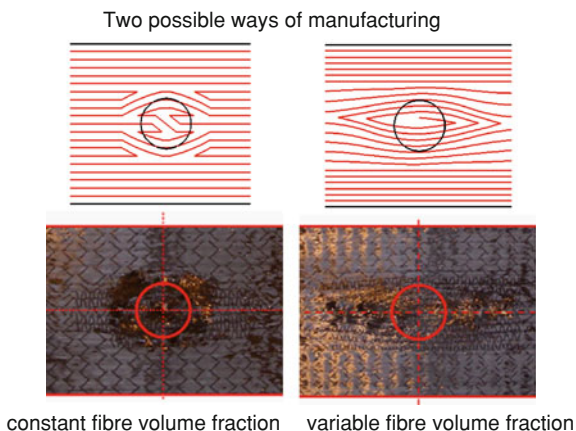 Two possible ways of manufacturing
constant fibre volume fraction
variable fibre volume fraction